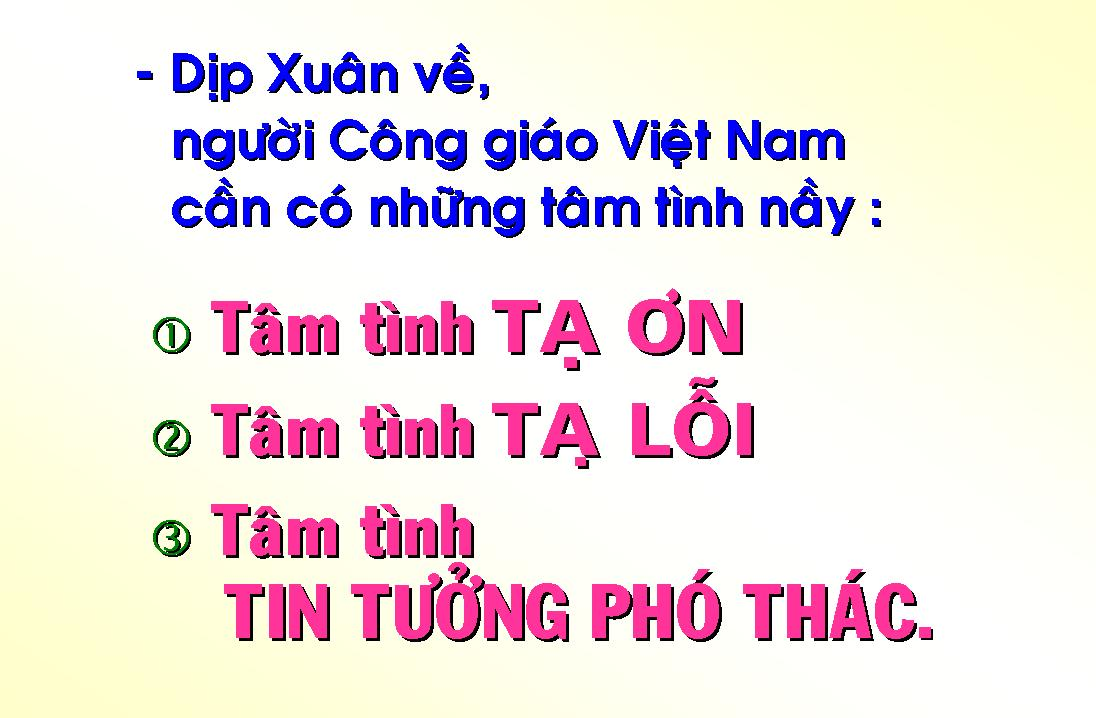 - Dịp Xuân về,
người Công giáo Việt Nam
cần có những tâm tình nầy :
① Tâm tình TẠ ƠN
② Tâm tình TẠ LỖI
③ Tâm tình
TIN TƯỞNG PHÓ THÁC.